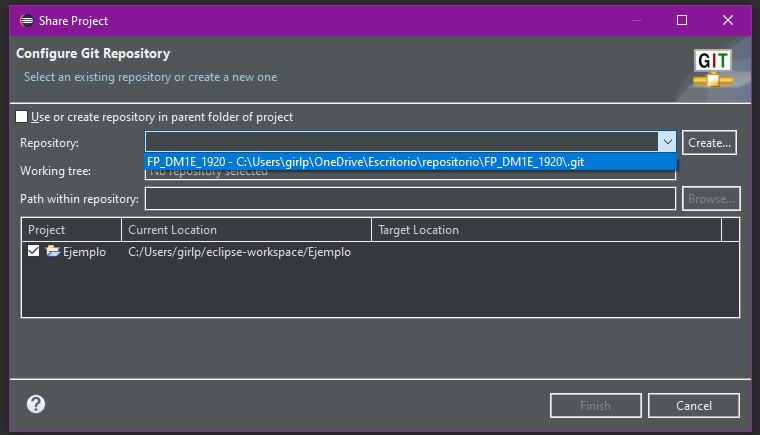 Share Project
Configure Git Repository
Select an existing repository or create a new one
GIT
Use or create repository in parent folder of project
Repository:
Create...
FP_DM1E_1920 - C:\Users\girlp\OneDrive\Escritorio\repositorio\FP_DM1E_1920\.git
Working tree: No repository selected
Path within repository:
Browse...
Project Current Location Target Location
Ejemplo C:/Users/girlp/eclipse-workspace/Ejemplo
? Finish Cancel